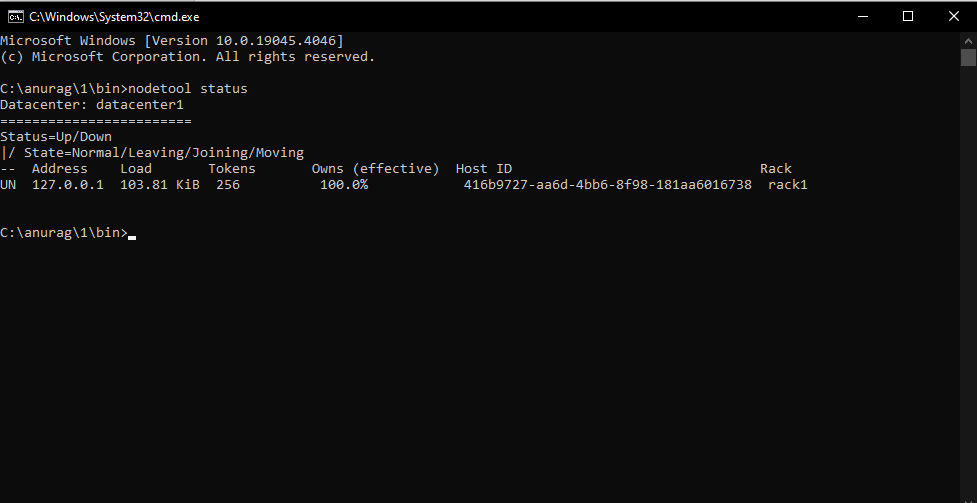 C:\Windows\System32\cmd.exe
Microsoft Windows [Version 10.0.19045.4046]
(c) Microsoft Corporation. All rights reserved.
C:\anurag\1\bin>nodetool status
Datacenter: datacenter1
========================
Status=Up/Down
|/ State=Normal/Leaving/Joining/Moving
--  Address    Load       Tokens       Owns (effective)  Host ID                               Rack
UN  127.0.0.1  103.81 KiB  256          100.0%            416b9727-aa6d-4bb6-8f98-181aa6016738  rack1
C:\anurag\1\bin>